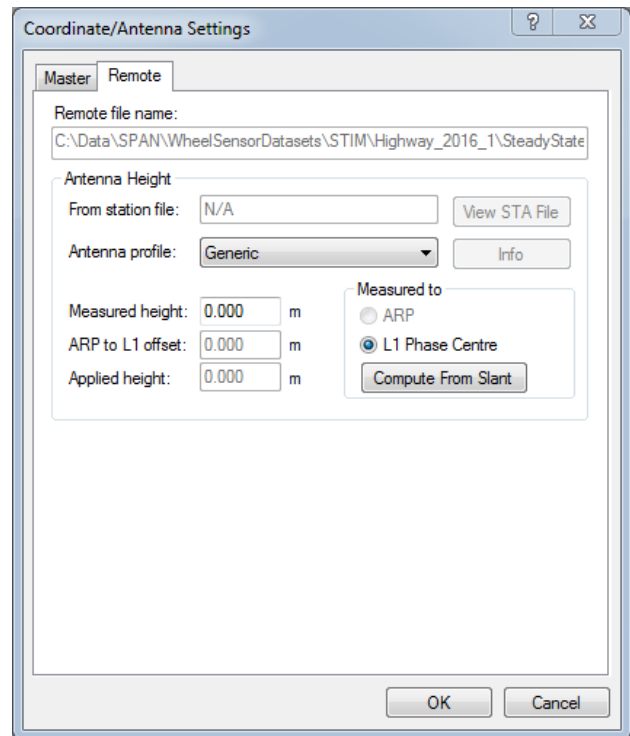 Coordinate/Antenna Settings
Master Remote
Remote file name:
C:\Data\SPAN\WheelSensorDatasets\STIM\Highway_2016_1\SteadyState
Antenna Height
From station file: N/A View STA File
Antenna profile: Generic Info
Measured to
Measured height: 0.000 m ARP
ARP to L1 offset: 0.000 m L1 Phase Centre
Applied height: 0.000 m Compute From Slant
OK Cancel